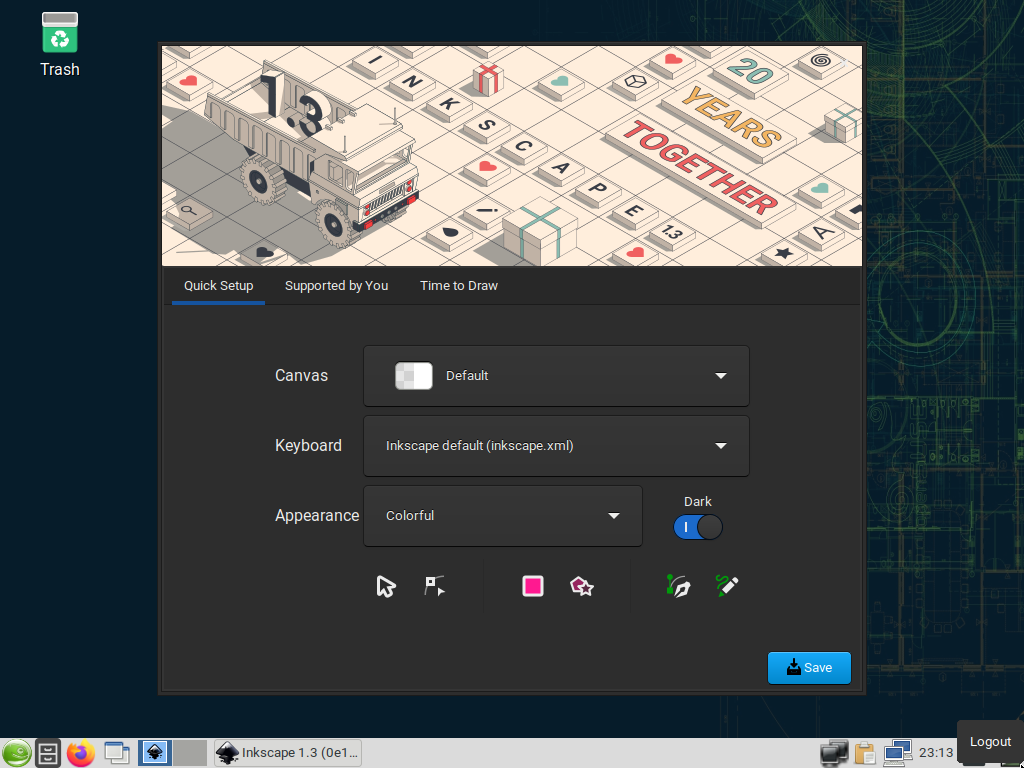 Trash
1.3
INKSCAPE
1.3
20
YEARS
TOGETHER
A
Quick Setup
Supported by You
Time to Draw
Canvas
Default
Keyboard
Inkscape default (inkscape.xml)
Appearance
Colorful
Dark
Save
Inkscape 1.3 (0e1...
23:13
Logout